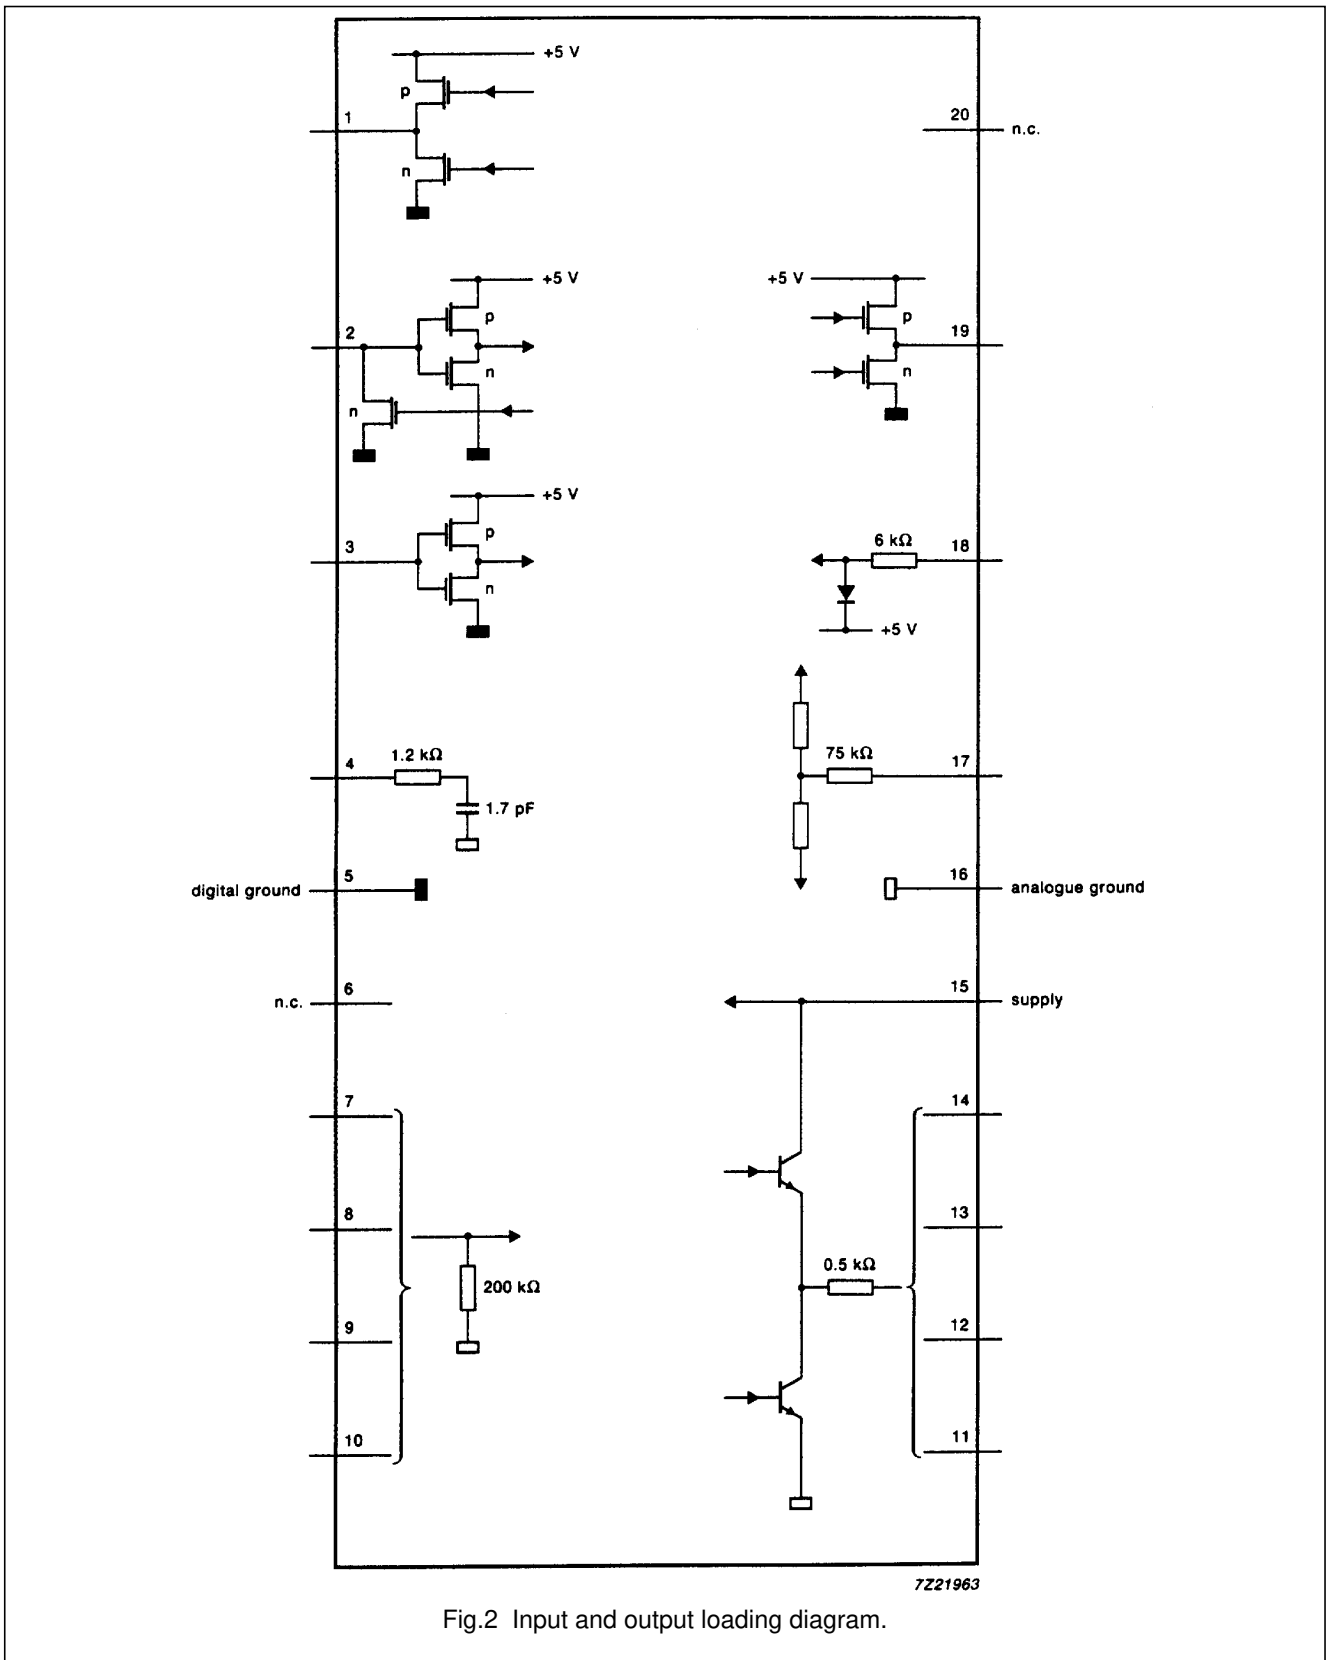 +5 V
p
1
n
20
n.c.
+5 V
p
2
n
n
+5 V
p
19
n
+5 V
p
3
n
6 kΩ
18
+5 V
1.2 kΩ
4
1.7 pF
75 kΩ
17
digital ground
5
16
analogue ground
n.c.
6
15
supply
7
8
200 kΩ
9
10
14
13
0.5 kΩ
12
11
7Z21963
Fig.2 Input and output loading diagram.